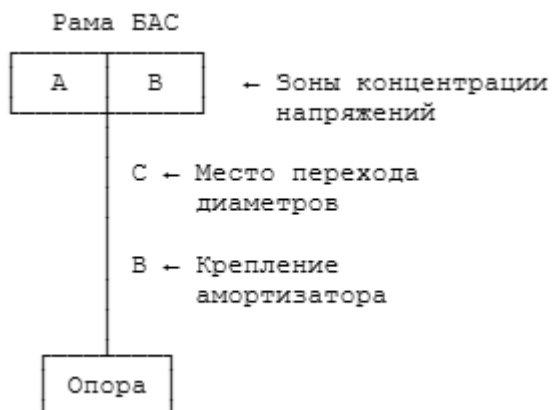 Рама БАС
A B ← Зоны концентрации
напряжений
C ← Место перехода
диаметров
B ← Крепление
амортизатора
Опора